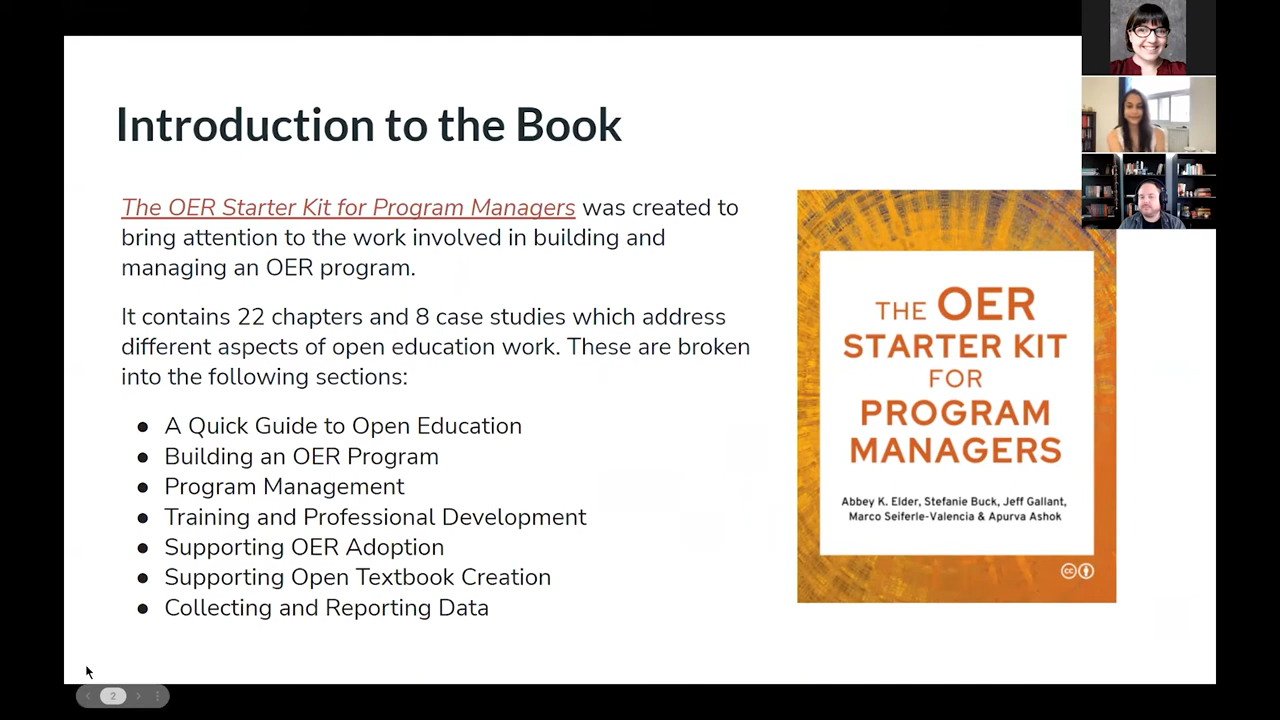 Introduction to the Book
The OER Starter Kit for Program Managers was created to
bring attention to the work involved in building and
managing an OER program.
It contains 22 chapters and 8 case studies which address
different aspects of open education work. These are broken
into the following sections:
● A Quick Guide to Open Education
● Building an OER Program
● Program Management
● Training and Professional Development
● Supporting OER Adoption
● Supporting Open Textbook Creation
● Collecting and Reporting Data
THE OER
STARTER KIT
FOR
PROGRAM
MANAGERS
Abbey K. Elder, Stefanie Buck, Jeff Gallant,
Marco Seiferle-Valencia & Apurva Ashok
cc
2